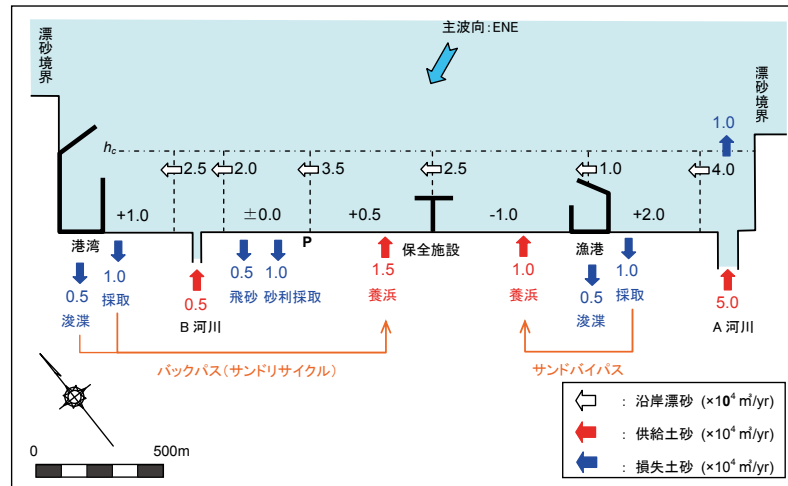 主波向:ENE
漂砂境界
漂砂境界
hc
1.0
2.5
2.0
3.5
2.5
1.0
4.0
+1.0
±0.0
+0.5
-1.0
+2.0
港湾
P
保全施設
漁港
0.5
浚渫
1.0
採取
0.5
B 河川
0.5
飛砂
1.0
砂利採取
1.5
養浜
1.0
養浜
0.5
浚渫
1.0
採取
5.0
A 河川
バックパス(サンドリサイクル)
サンドバイパス
0
500m
: 沿岸漂砂 (×10⁴ ㎥/yr)
: 供給土砂 (×10⁴ ㎥/yr)
: 損失土砂 (×10⁴ ㎥/yr)